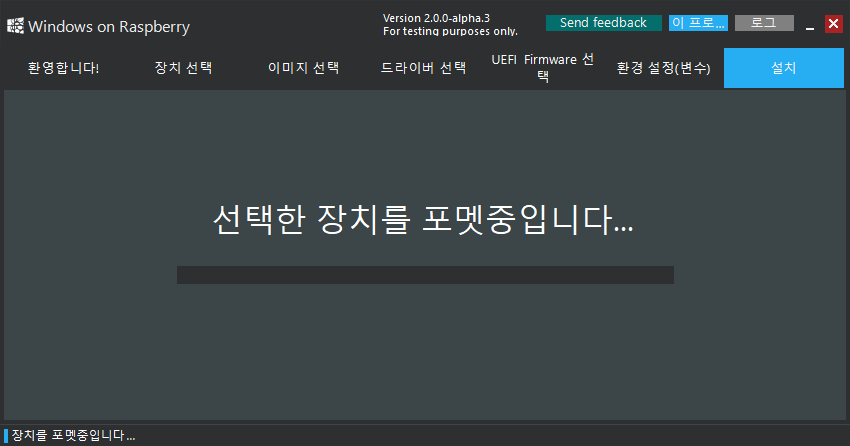 Windows on Raspberry
Version 2.0.0-alpha.3
For testing purposes only.
Send feedback
이 프로...
로그
환영합니다!
장치 선택
이미지 선택
드라이버 선택
UEFI Firmware 선
택
환경 설정(변수)
설치
선택한 장치를 포멧중입니다...
장치를 포멧중입니다...